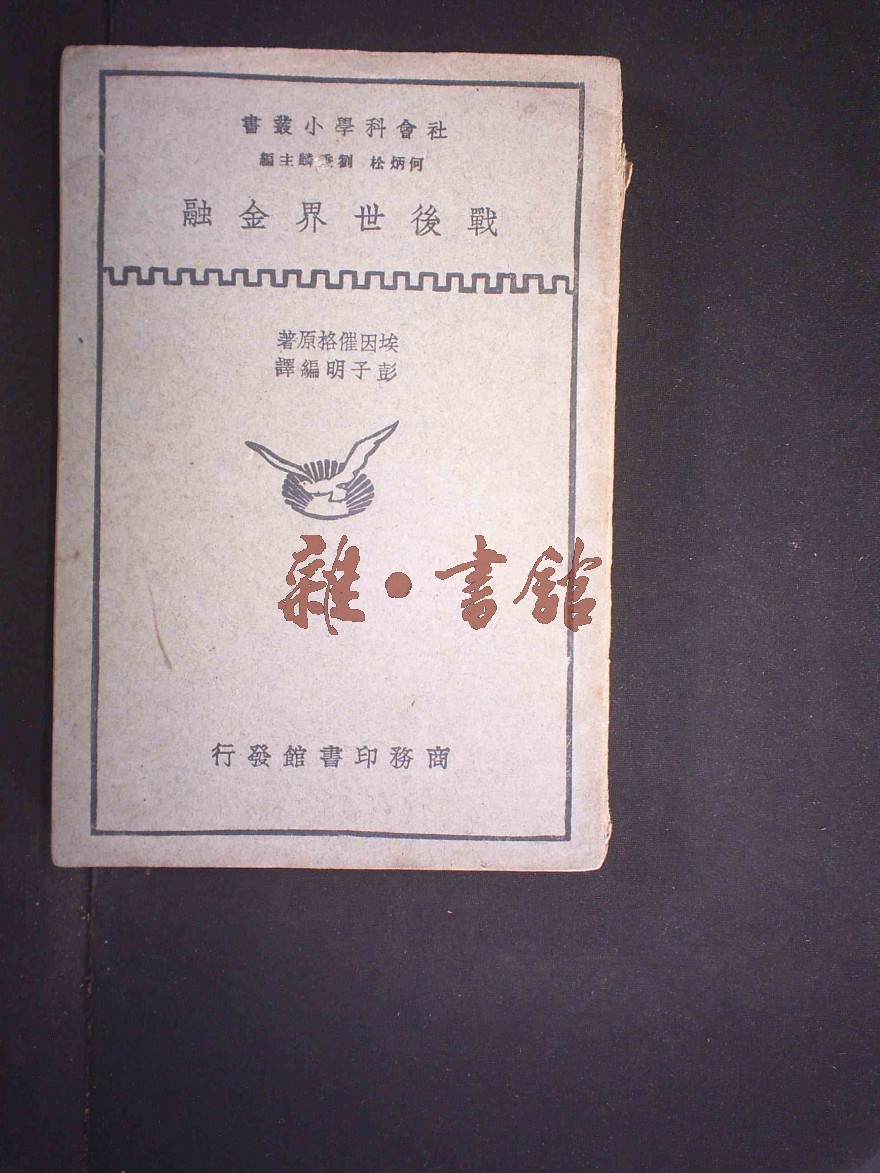 社會科學小叢書
何炳松 劉秉麟主編
戰後世界金融
埃因催格原著
彭子明編譯
雜·書館
商務印書館發行